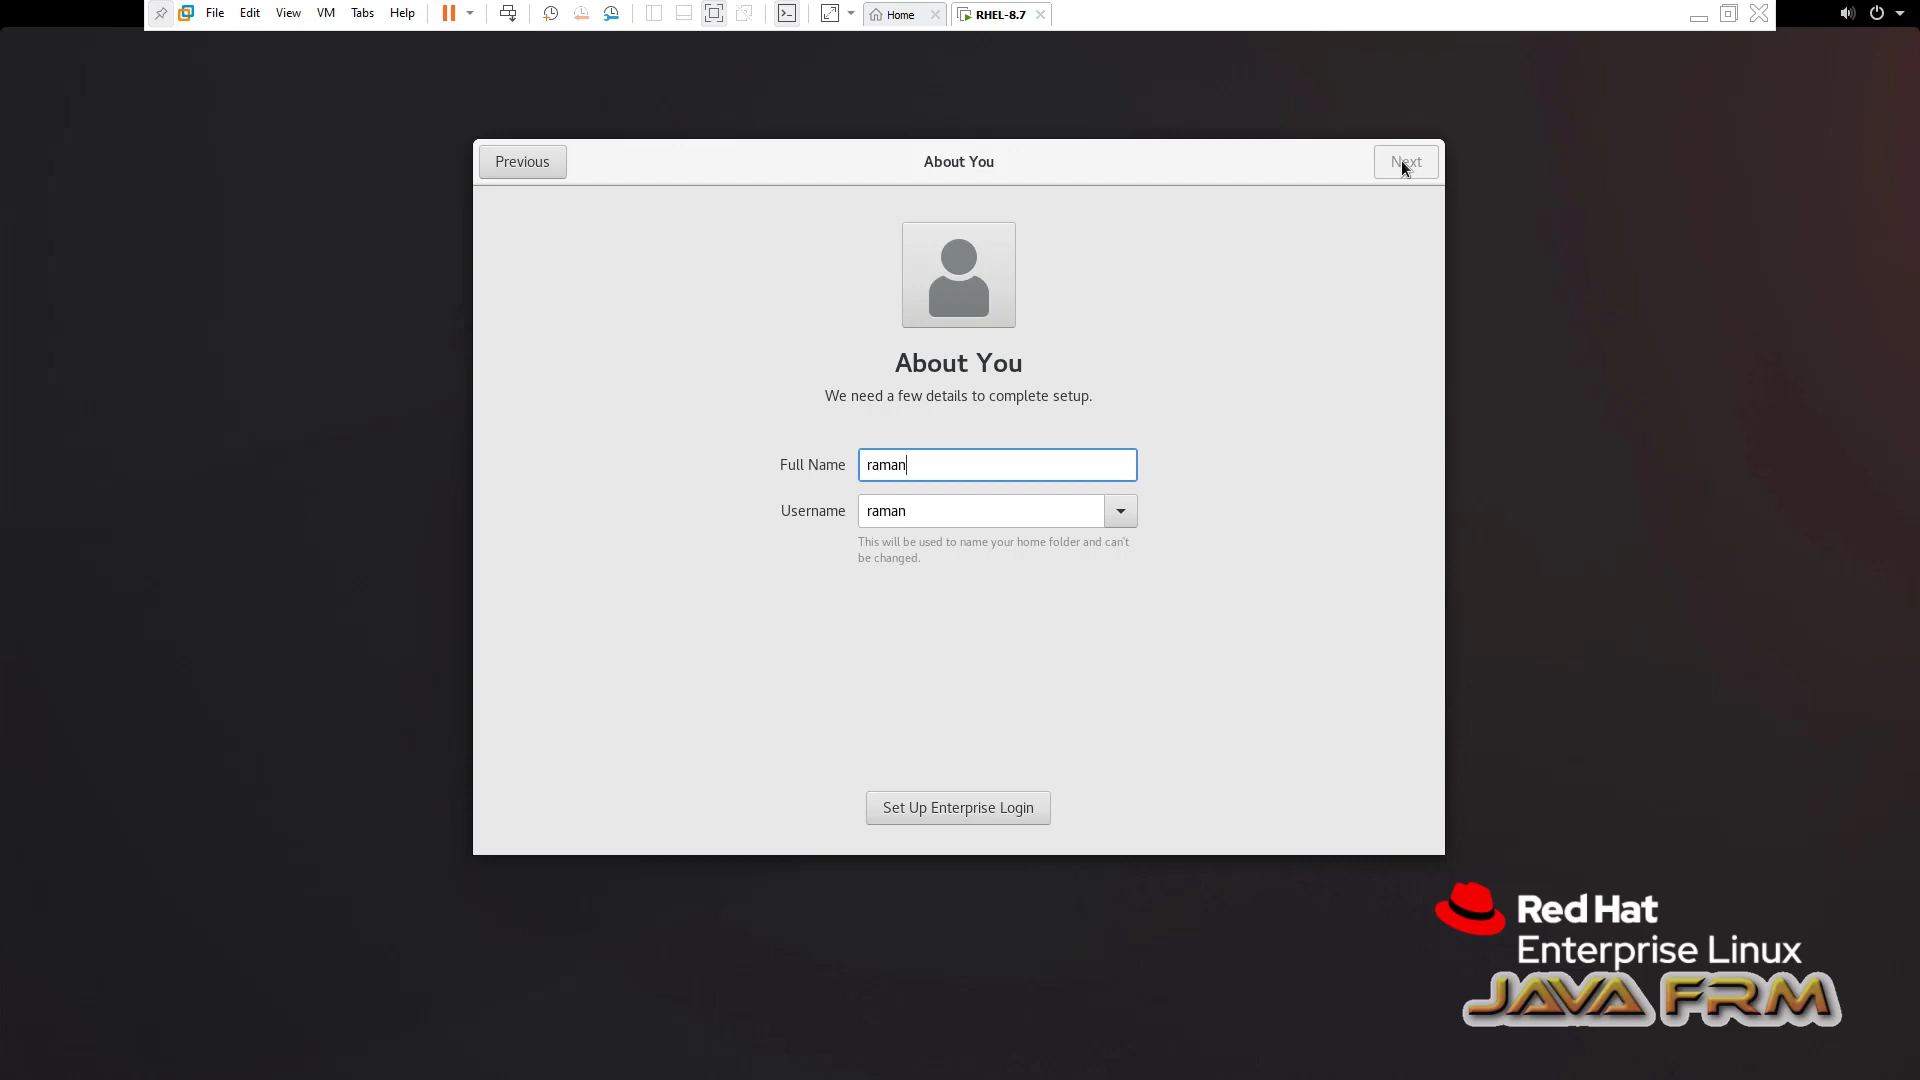 File Edit View VM Tabs Help Home RHEL-8.7
Previous About You Next
About You
We need a few details to complete setup.
Full Name raman
Username raman
This will be used to name your home folder and can't
be changed.
Set Up Enterprise Login
Red Hat
Enterprise Linux
JAVA FRM